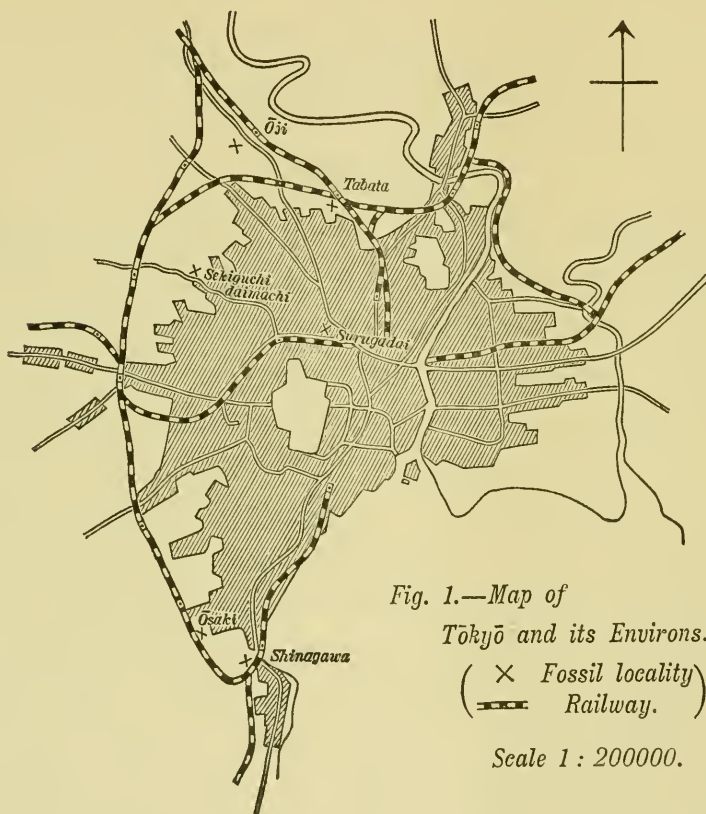 Ōji
Tabata
Sekiguchi
daimachi
Surugadai
Ōsaki
Shinagawa
Fig. 1.—Map of
Tōkyō and its Environs.
( × Fossil locality )
Railway.
Scale 1 : 200000.